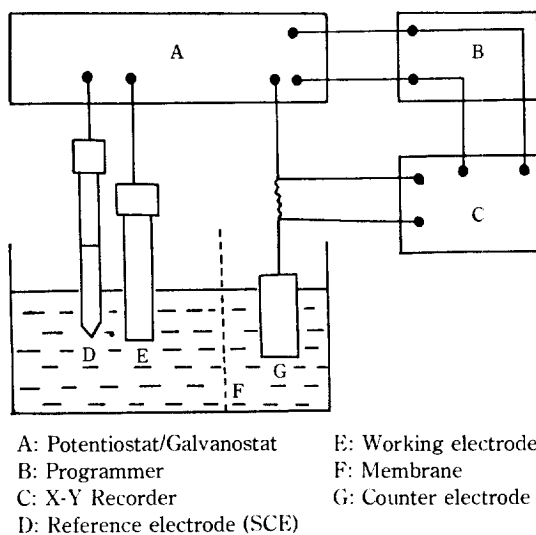 A
B
C
D
E
F
G
A: Potentiostat/Galvanostat
B: Programmer
C: X-Y Recorder
D: Reference electrode (SCE)
E: Working electrode
F: Membrane
G: Counter electrode